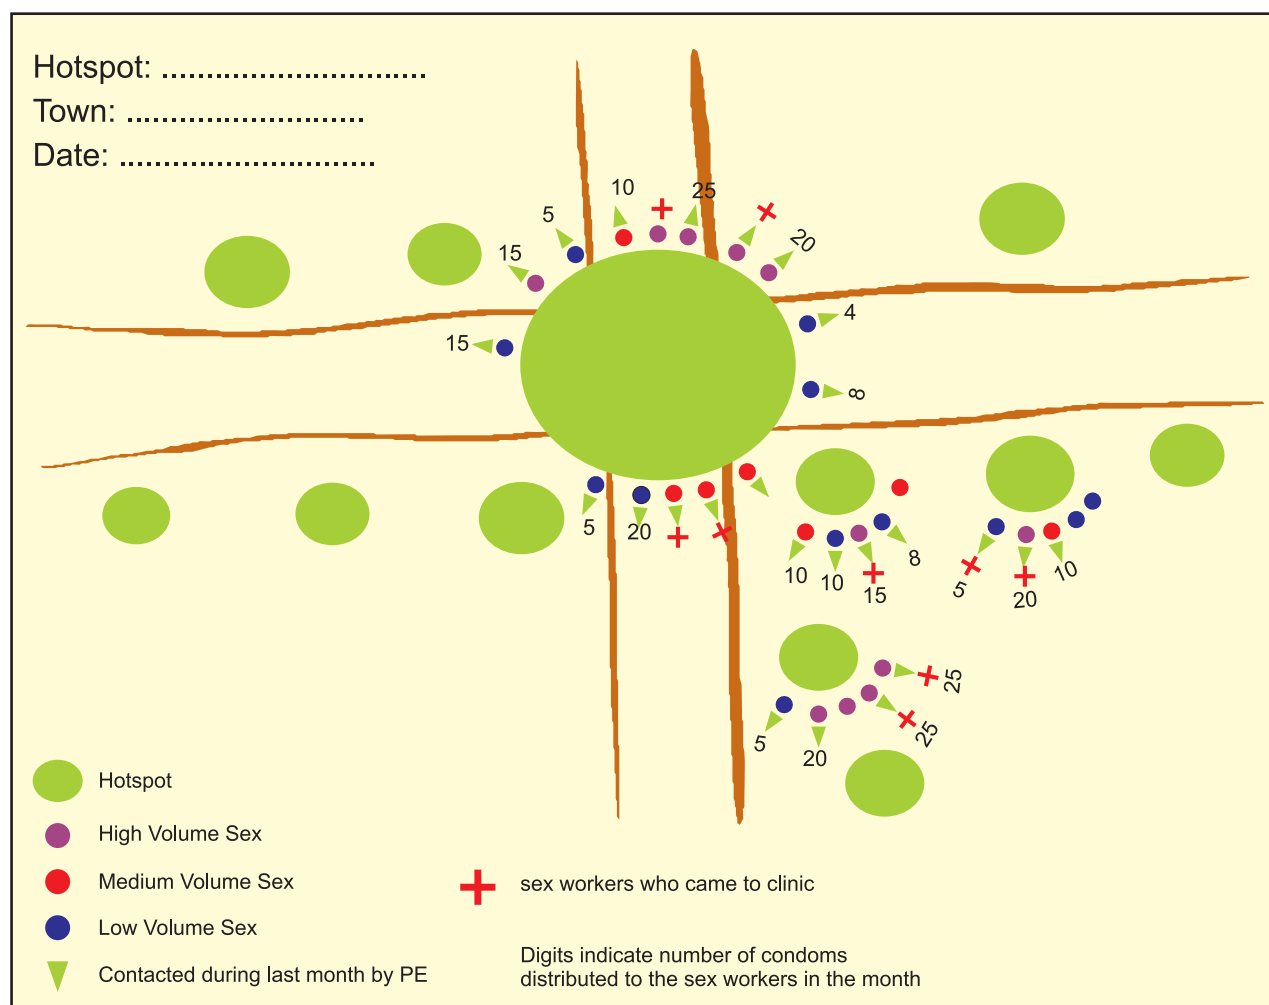 Hotspot: ..............................
Town: ...........................
Date: .............................
10
25
5
20
15
4
15
8
5
20
10
10
15
8
5
20
10
5
20
25
25
Hotspot
High Volume Sex
Medium Volume Sex
sex workers who came to clinic
Low Volume Sex
Digits indicate number of condoms
distributed to the sex workers in the month
Contacted during last month by PE